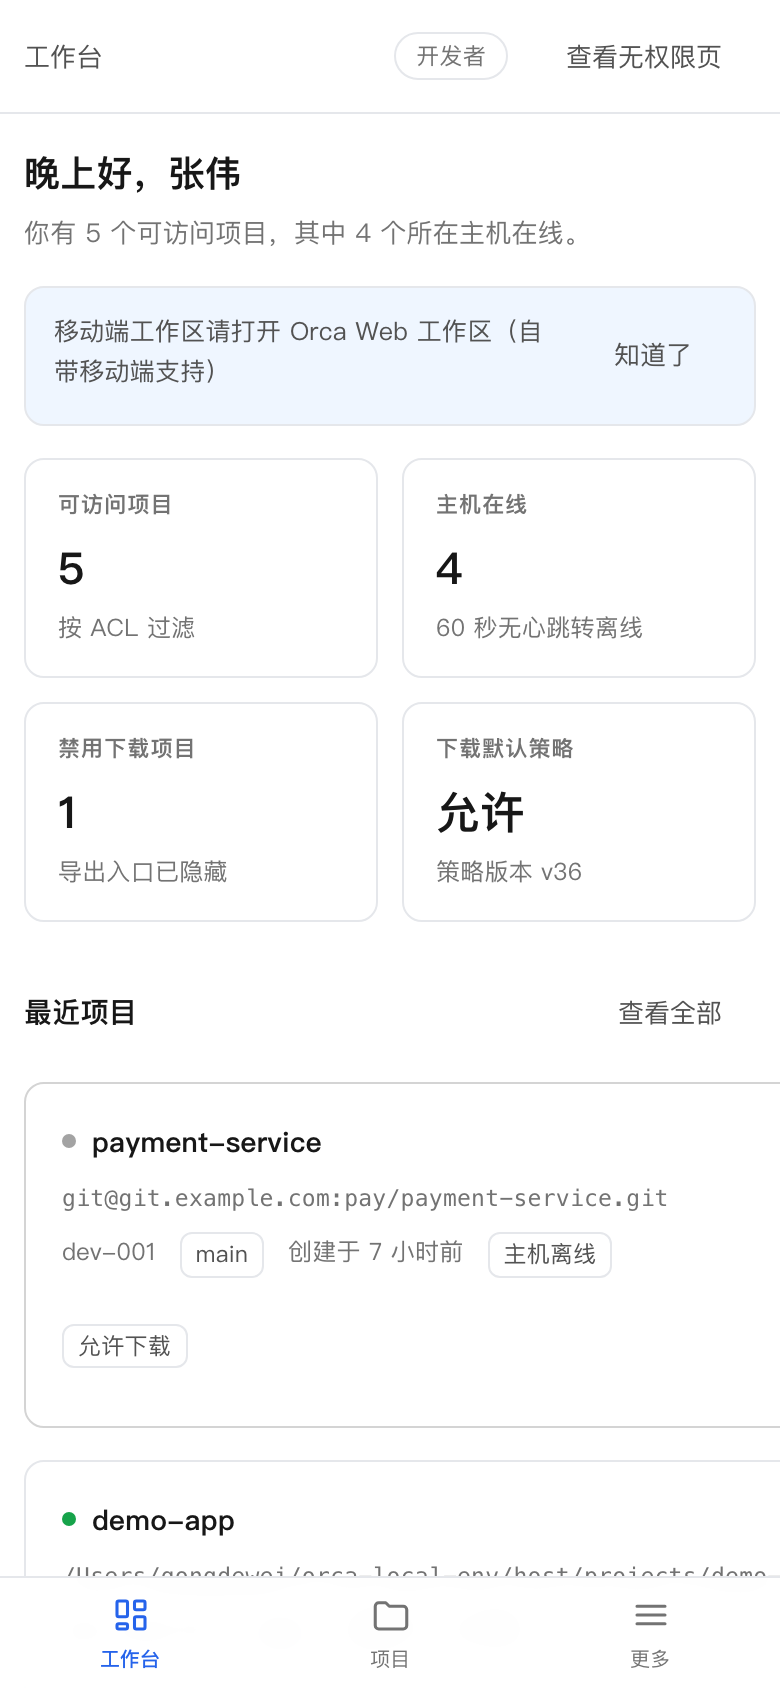 工作台
开发者
查看无权限页
晚上好，张伟
你有 5 个可访问项目，其中 4 个所在主机在线。
移动端工作区请打开 Orca Web 工作区（自
带移动端支持）
知道了
可访问项目
5
按 ACL 过滤
主机在线
4
60 秒无心跳转离线
禁用下载项目
1
导出入口已隐藏
下载默认策略
允许
策略版本 v36
最近项目
查看全部
payment-service
git@git.example.com:pay/payment-service.git
dev-001 main 创建于 7 小时前 主机离线
允许下载
demo-app
/Users/gongdewei/orca-local-env/host/projects/demo
工作台
项目
更多